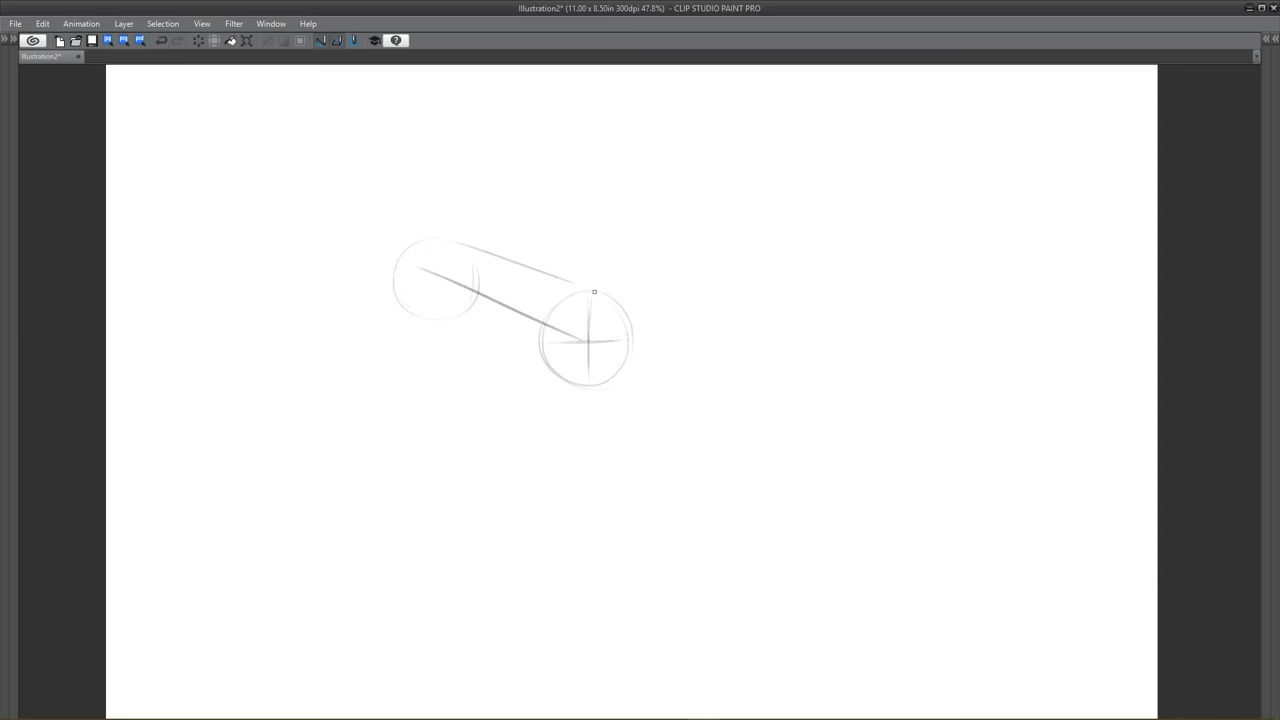 Illustration2* (11.00 x 8.50in 300dpi 47.8%) - CLIP STUDIO PAINT PRO
File Edit Animation Layer Selection View Filter Window Help
Illustration2*